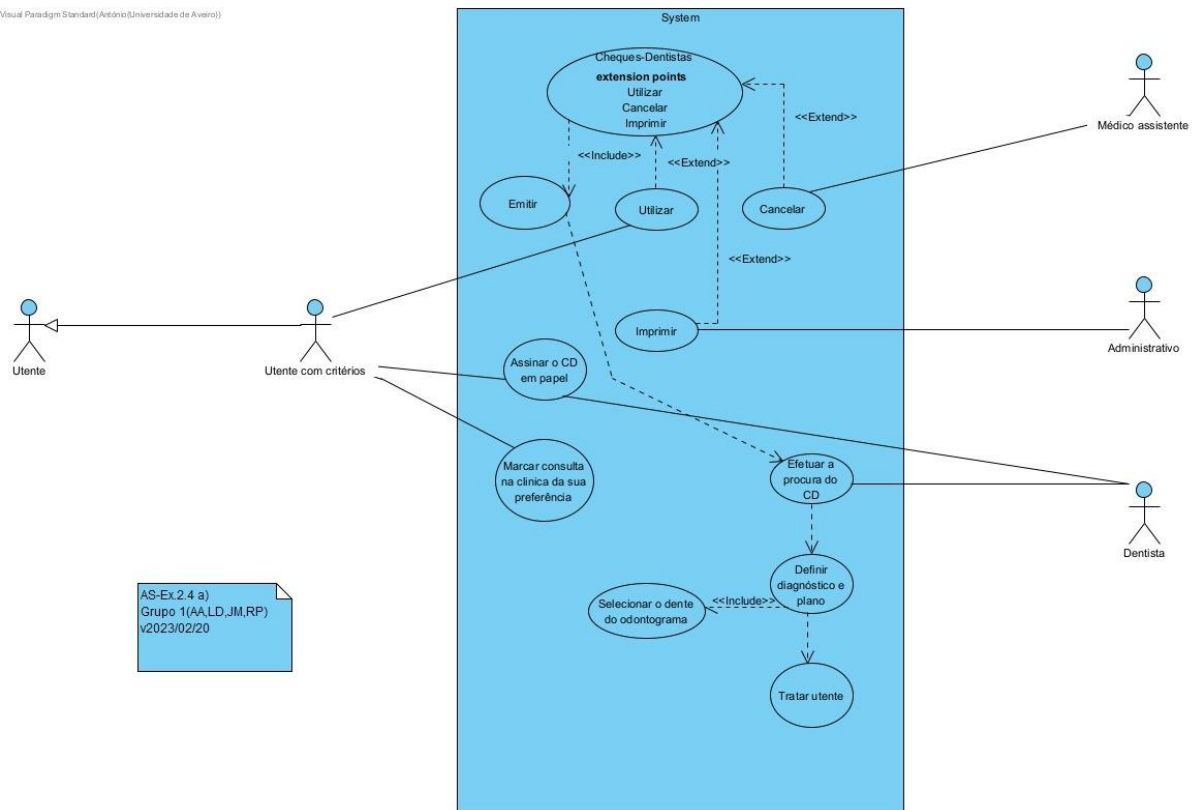 Visual Paradigm Standard(António(Universidade de Aveiro))
System
Cheques-Dentistas
extension points
Utilizar
Cancelar
Imprimir
<<Extend>>
Médico assistente
<<Include>>
<<Extend>>
Emitir
Utilizar
Cancelar
<<Extend>>
Imprimir
Administrativo
Utente
Utente com critérios
Assinar o CD
em papel
Marcar consulta
na clinica da sua
preferência
Efetuar a
procura do
CD
Dentista
Definir
diagnóstico e
plano
<<Include>>
Selecionar o dente
do odontograma
AS-Ex.2.4 a)
Grupo 1(AA,LD,JM,RP)
v2023/02/20
Tratar utente